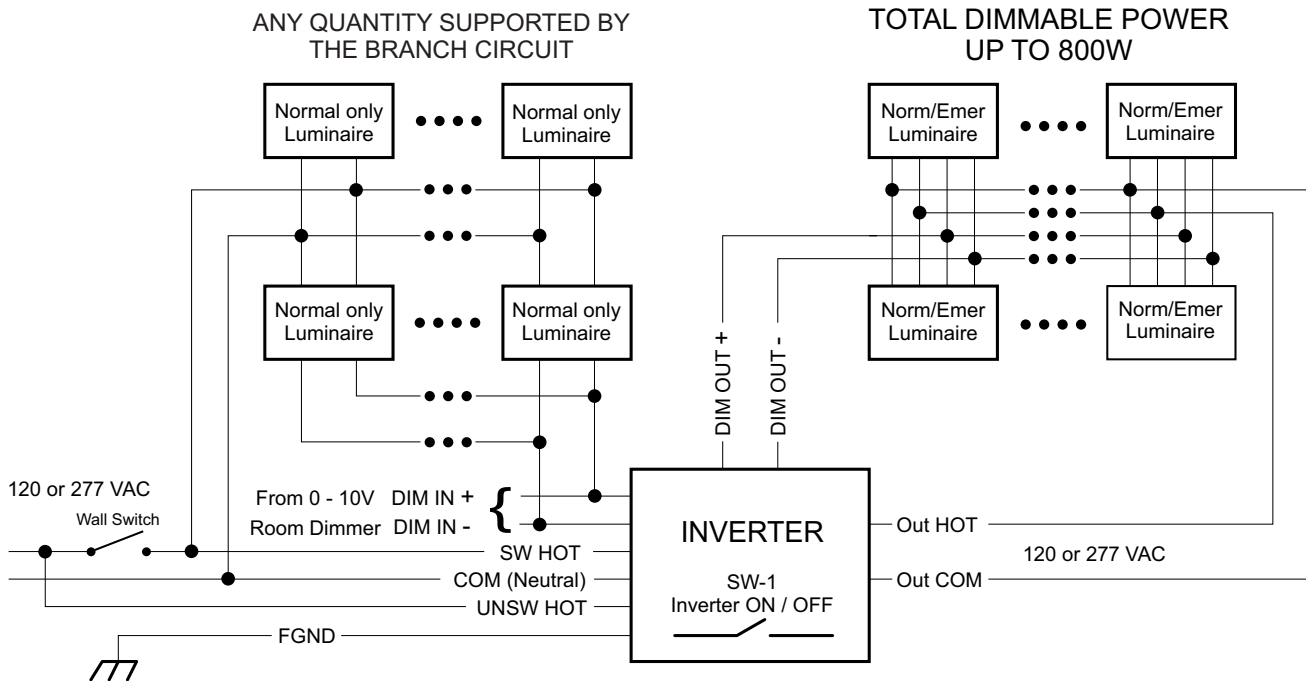 ANY QUANTITY SUPPORTED BY
THE BRANCH CIRCUIT
TOTAL DIMMABLE POWER
UP TO 800W
Normal only
Luminaire
Normal only
Luminaire
Norm/Emer
Luminaire
Norm/Emer
Luminaire
Normal only
Luminaire
Normal only
Luminaire
Norm/Emer
Luminaire
Norm/Emer
Luminaire
DIM OUT +
DIM OUT -
120 or 277 VAC
Wall Switch
From 0 - 10V DIM IN +
Room Dimmer DIM IN -
{
SW HOT
COM (Neutral)
UNSW HOT
FGND
INVERTER
SW-1
Inverter ON / OFF
Out HOT
120 or 277 VAC
Out COM